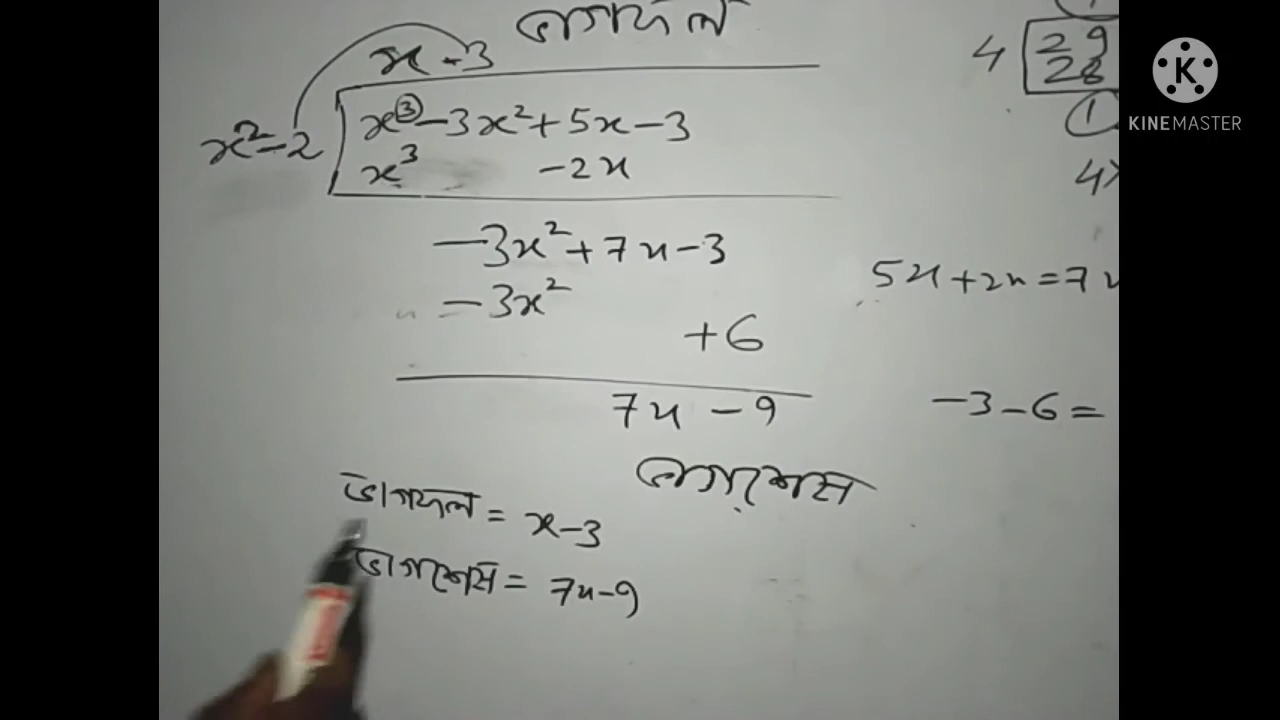 ভাগফল
x - 3
x² - 2
x³ - 3x² + 5x - 3
x³ - 2x
- 3x² + 7x - 3
- 3x²
+ 6
7x - 9
ভাগশেস
ভাগফল = x - 3
ভাগশেস = 7x - 9
4
29
28
1
4×
5x + 2x = 7
- 3 - 6 =
K
KINEMASTER